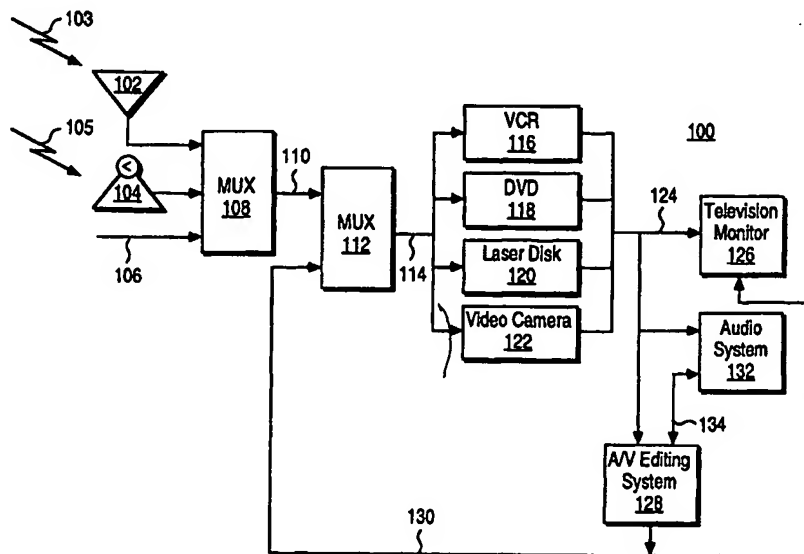 103
102
105
104
106
MUX
108
110
MUX
112
114
VCR
116
DVD
118
Laser Disk
120
Video Camera
122
100
124
Television
Monitor
126
Audio
System
132
134
A/V Editing
System
128
130